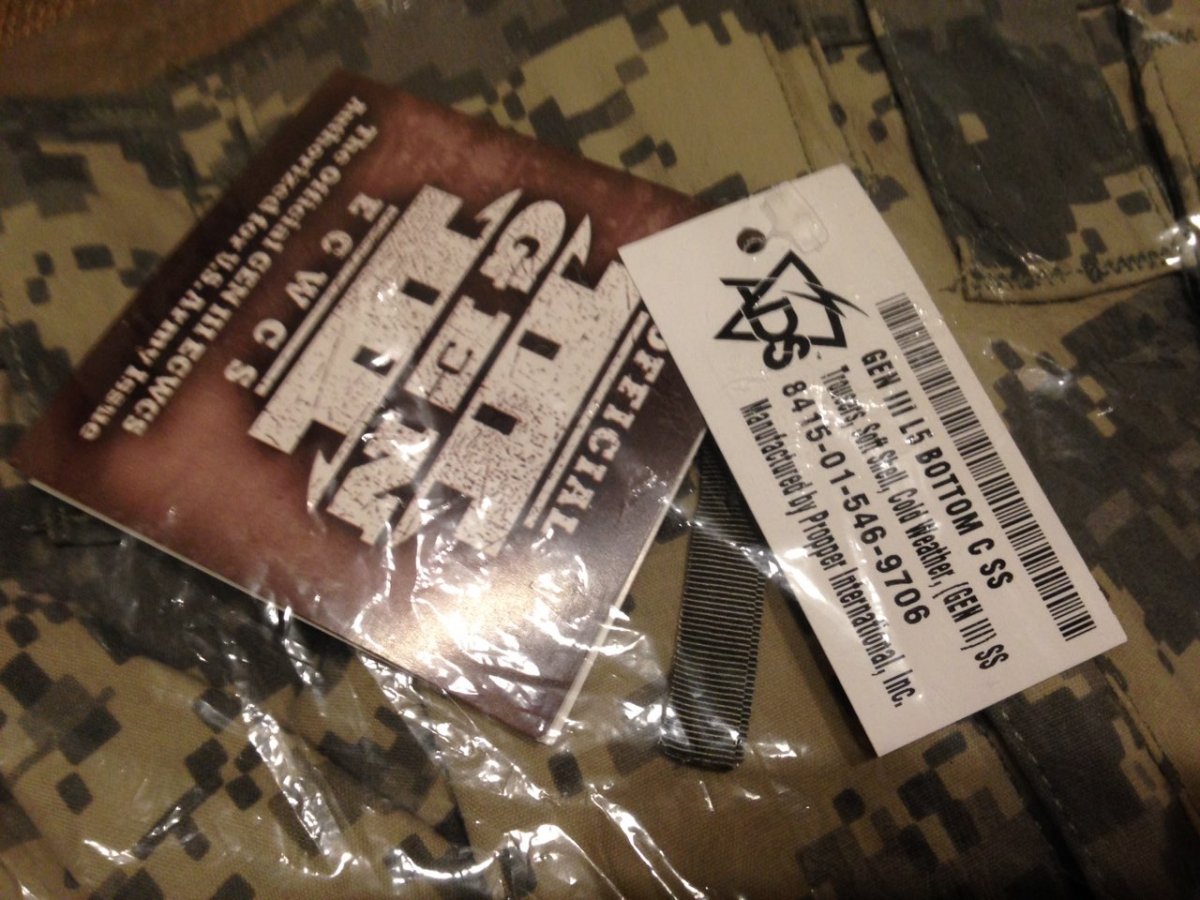 OFFICIAL
GEN
III
ECWCS
The Official GEN III ECWCS
Authorized for U.S. Army Issue
ADS™
GEN III L5 BOTTOM C SS
Trousers, Soft Shell, Cold Weather, (GEN III) SS
8415-01-546-9706
Manufactured by Propper International, Inc.